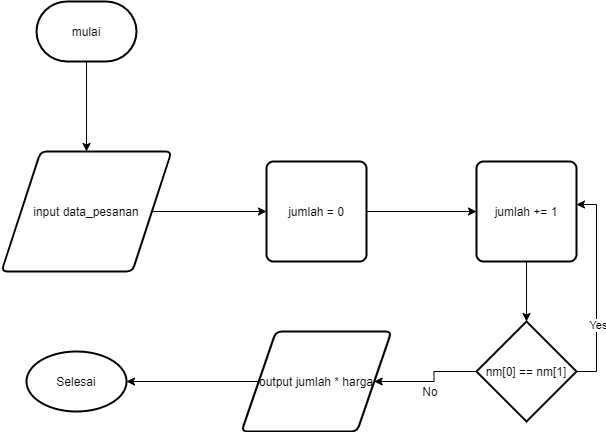 mulai
input data_pesanan
jumlah = 0
jumlah += 1
Yes
nm[0] == nm[1]
No
output jumlah * harga
Selesai